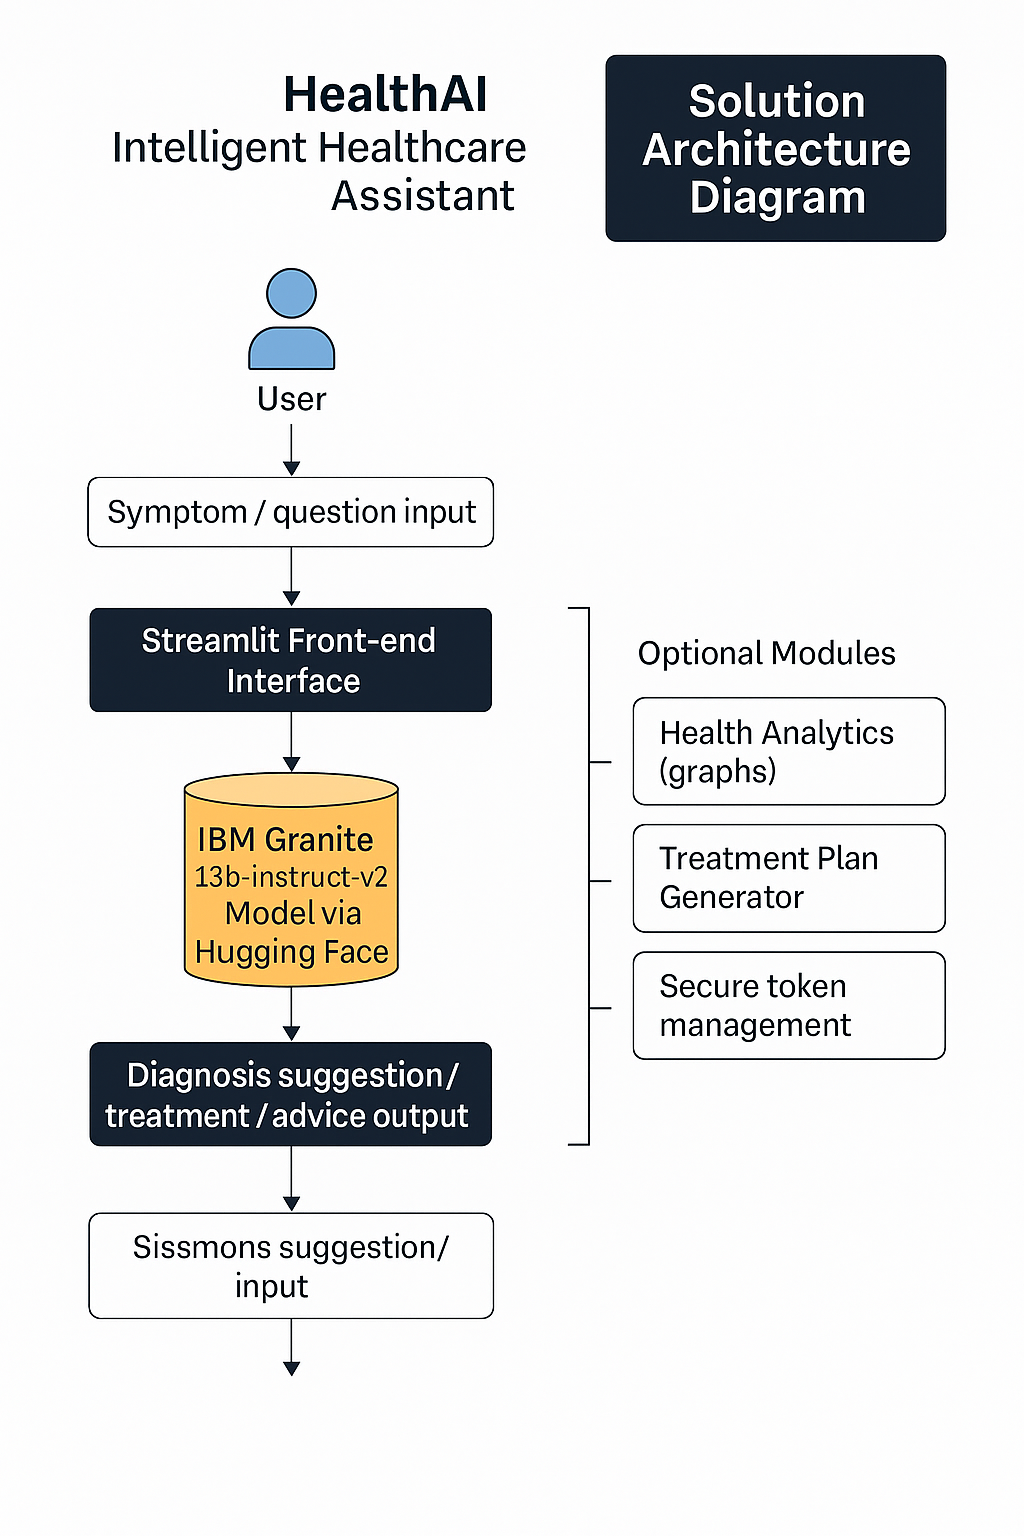 HealthAI
Intelligent Healthcare
Assistant
Solution
Architecture
Diagram
User
Symptom / question input
Streamlit Front-end
Interface
IBM Granite
13b-instruct-v2
Model via
Hugging Face
Diagnosis suggestion/
treatment / advice output
Sissmons suggestion/
input
Optional Modules
Health Analytics
(graphs)
Treatment Plan
Generator
Secure token
management